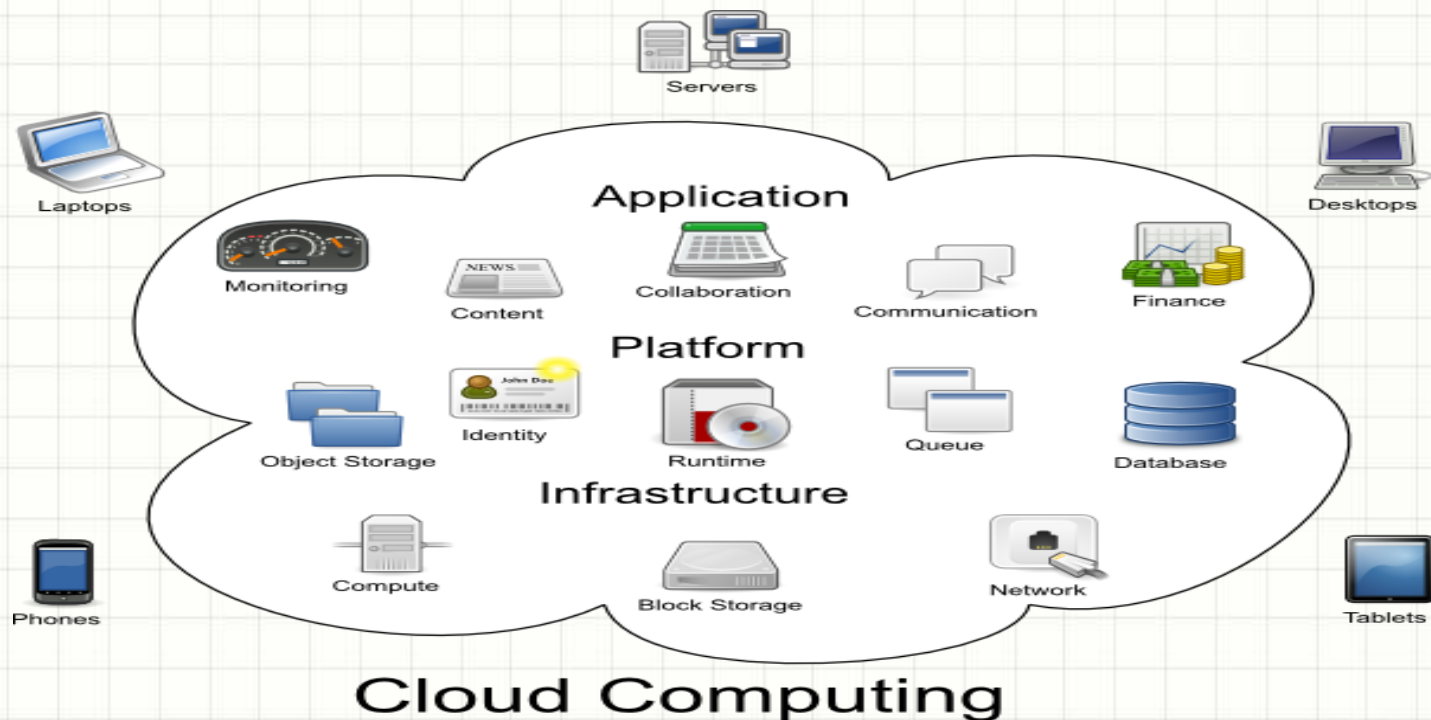 Servers
Laptops
Desktops
Application
Monitoring
NEWS
Content
Collaboration
Communication
Finance
Platform
John Doe
Object Storage
Identity
Runtime
Queue
Database
Infrastructure
Compute
Block Storage
Network
Phones
Tablets
Cloud Computing